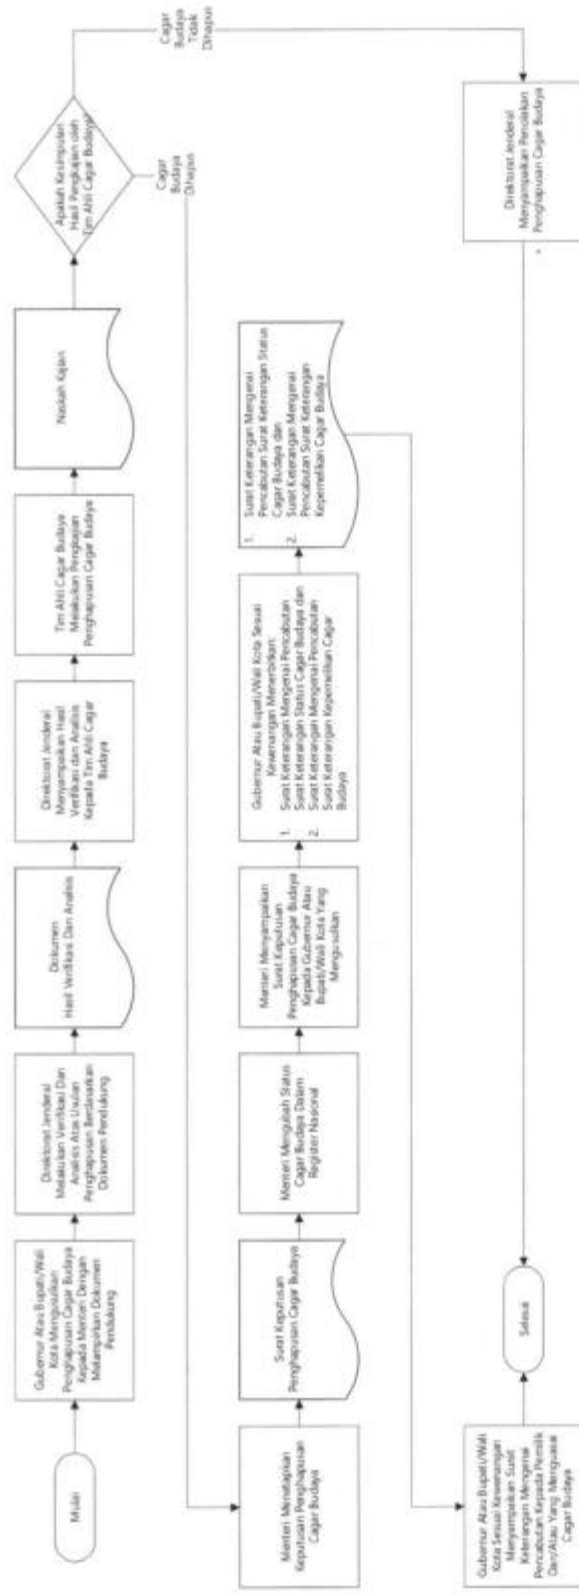 Mulai
Gubernur Atau Bupati/Wali
Kota Mengusulkan
Penghapusan Cagar Budaya
Kepada Menteri Dengan
Melampirkan Dokumen
Pendukung
Direktorat Jenderal
Melakukan Verifikasi Dan
Analisis Atas Usulan
Penghapusan Berdasarkan
Dokumen Pendukung
Dokumen
Hasil Verifikasi Dan Analisis
Direktorat Jenderal
Menyampaikan Hasil
Verifikasi dan Analisis
Kepada Tim Ahli Cagar
Budaya
Tim Ahli Cagar Budaya
Melakukan Pengkajian
Penghapusan Cagar Budaya
Naskah Kajian
Apakah Kesimpulan
Hasil Pengkajian oleh
Tim Ahli Cagar Budaya?
Cagar
Budaya
Tidak
Dihapus
Cagar
Budaya
Dihapus
Menteri Menetapkan
Keputusan Penghapusan
Cagar Budaya
Surat Keputusan
Penghapusan Cagar Budaya
Menteri Mengubah Status
Cagar Budaya Dalam
Register Nasional
Menteri Menyampaikan
Surat Keputusan
Penghapusan Cagar Budaya
Kepada Gubernur Atau
Bupati/Wali Kota Yang
Mengusulkan
Gubernur Atau Bupati/Wali Kota Sesuai
Kewenangan Menerbitkan:
1. Surat Keterangan Mengenai Pencabutan
Surat Keterangan Status Cagar Budaya dan
2. Surat Keterangan Mengenai Pencabutan
Surat Keterangan Kepemilikan Cagar
Budaya
1. Surat Keterangan Mengenai
Pencabutan Surat Keterangan Status
Cagar Budaya dan
2. Surat Keterangan Mengenai
Pencabutan Surat Keterangan
Kepemilikan Cagar Budaya
Gubernur Atau Bupati/Wali
Kota Sesuai Kewenangan
Menyampaikan Surat
Keterangan Mengenai
Pencabutan Kepada Pemilik
Dan/Atau Yang Menguasai
Cagar Budaya
Selesai
Direktorat Jenderal
Menyampaikan Penolakan
Penghapusan Cagar Budaya